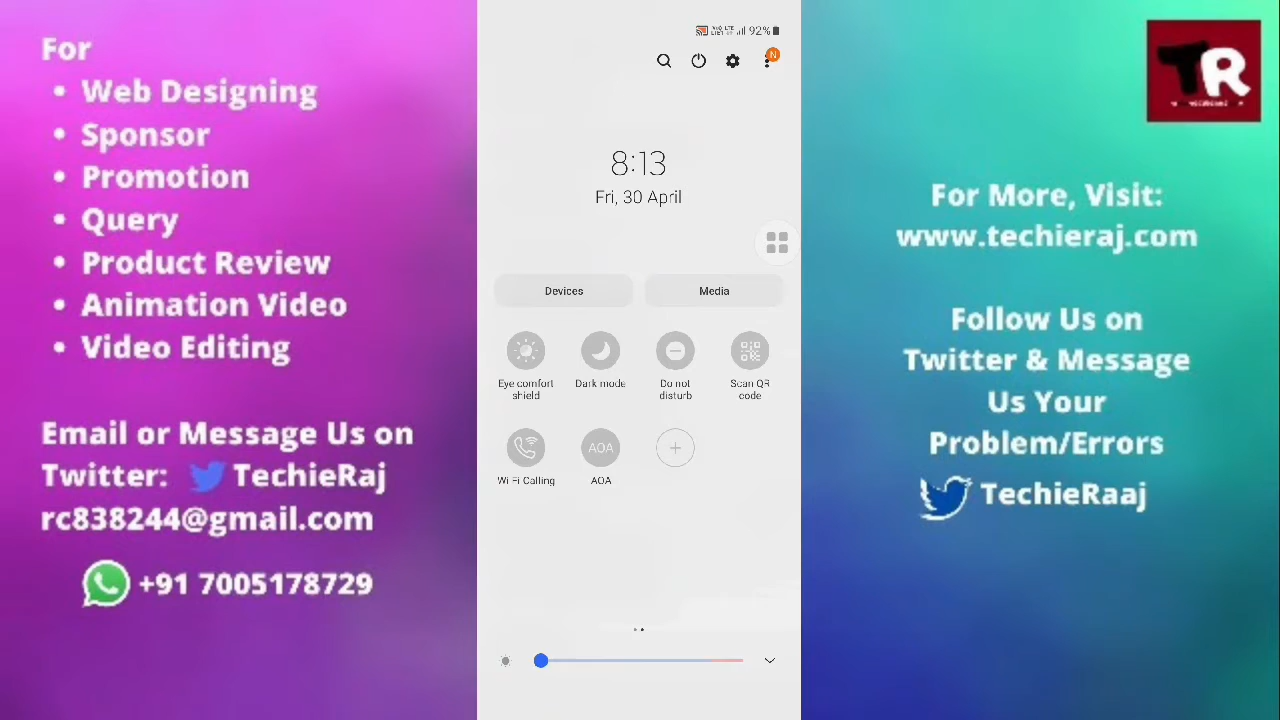 For
• Web Designing
• Sponsor
• Promotion
• Query
• Product Review
• Animation Video
• Video Editing
Email or Message Us on
Twitter: TechieRaj
rc838244@gmail.com
+91 7005178729
92%
N
8:13
Fri, 30 April
Devices
Media
Eye comfort
shield
Dark mode
Do not
disturb
Scan QR
code
Wi Fi Calling
AOA
AOA
TR
For More, Visit:
www.techieraj.com
Follow Us on
Twitter & Message
Us Your
Problem/Errors
TechieRaaj